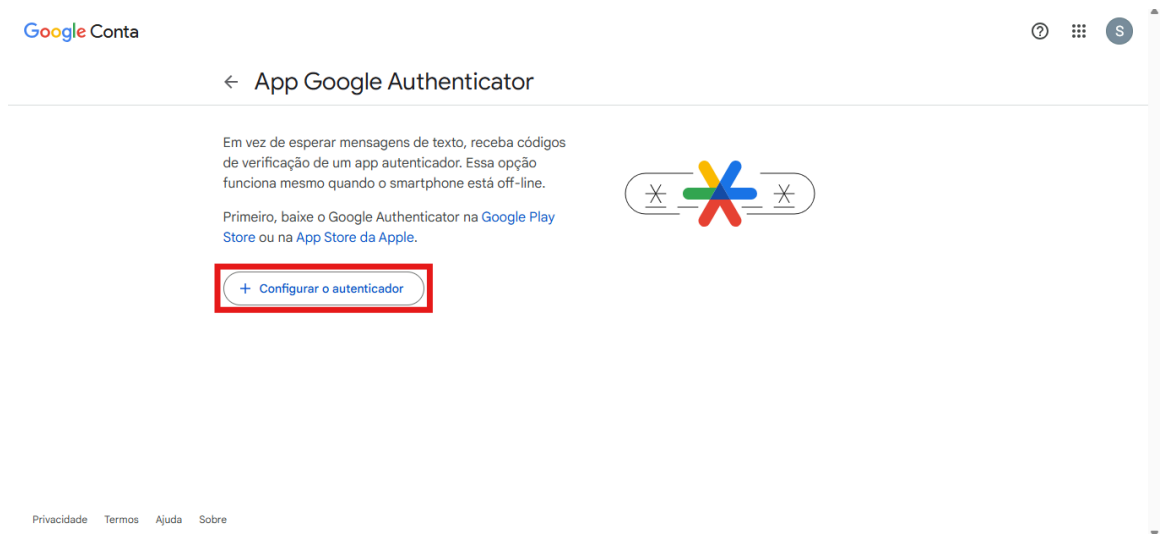 Google Conta
S
App Google Authenticator
Em vez de esperar mensagens de texto, receba códigos
de verificação de um app autenticador. Essa opção
funciona mesmo quando o smartphone está off-line.
Primeiro, baixe o Google Authenticator na Google Play
Store ou na App Store da Apple.
+ Configurar o autenticador
Privacidade Termos Ajuda Sobre